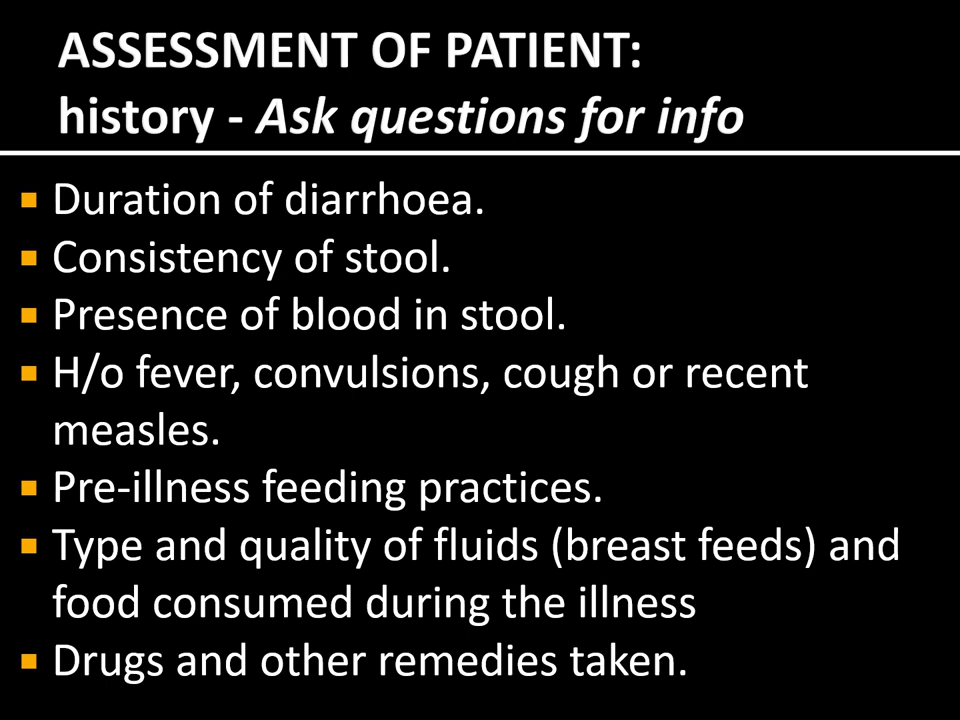 ASSESSMENT OF PATIENT:
history - Ask questions for info
▪ Duration of diarrhoea.
▪ Consistency of stool.
▪ Presence of blood in stool.
▪ H/o fever, convulsions, cough or recent
measles.
▪ Pre-illness feeding practices.
▪ Type and quality of fluids (breast feeds) and
food consumed during the illness
▪ Drugs and other remedies taken.